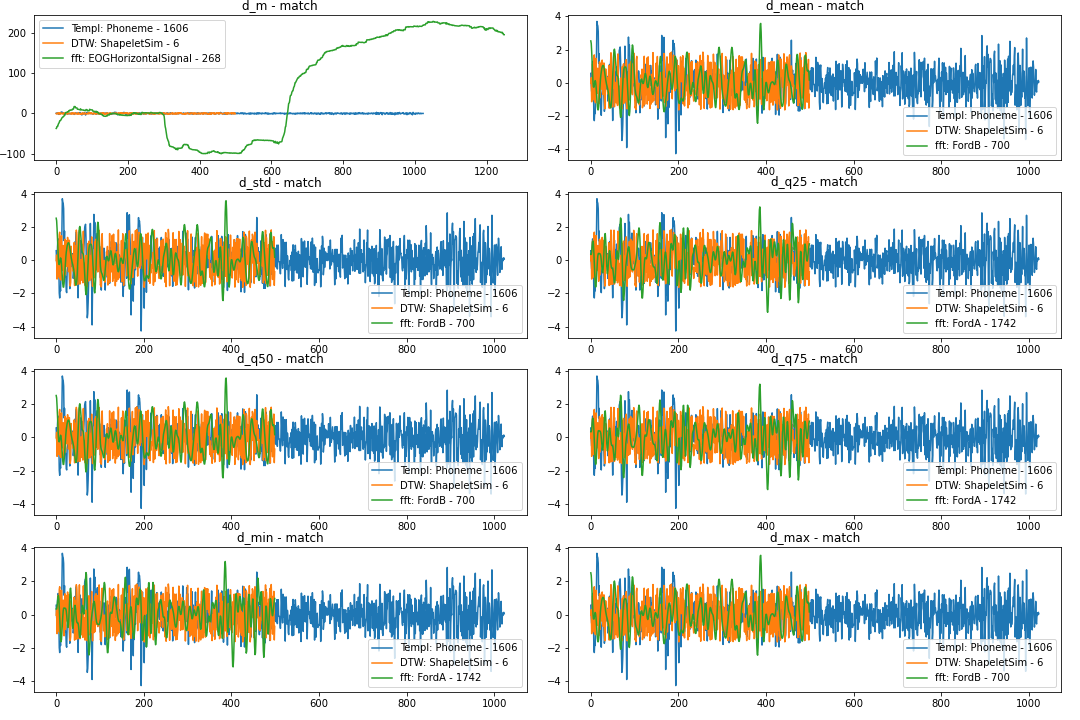 d_m - match
Templ: Phoneme - 1606
DTW: ShapeletSim - 6
fft: EOGHorizontalSignal - 268
200
100
0
−100
0 200 400 600 800 1000 1200
d_mean - match
Templ: Phoneme - 1606
DTW: ShapeletSim - 6
fft: FordB - 700
4
2
0
−2
−4
0 200 400 600 800 1000
d_std - match
Templ: Phoneme - 1606
DTW: ShapeletSim - 6
fft: FordB - 700
4
2
0
−2
−4
0 200 400 600 800 1000
d_q25 - match
Templ: Phoneme - 1606
DTW: ShapeletSim - 6
fft: FordA - 1742
4
2
0
−2
−4
0 200 400 600 800 1000
d_q50 - match
Templ: Phoneme - 1606
DTW: ShapeletSim - 6
fft: FordB - 700
4
2
0
−2
−4
0 200 400 600 800 1000
d_q75 - match
Templ: Phoneme - 1606
DTW: ShapeletSim - 6
fft: FordA - 1742
4
2
0
−2
−4
0 200 400 600 800 1000
d_min - match
Templ: Phoneme - 1606
DTW: ShapeletSim - 6
fft: FordA - 1742
4
2
0
−2
−4
0 200 400 600 800 1000
d_max - match
Templ: Phoneme - 1606
DTW: ShapeletSim - 6
fft: FordB - 700
4
2
0
−2
−4
0 200 400 600 800 1000